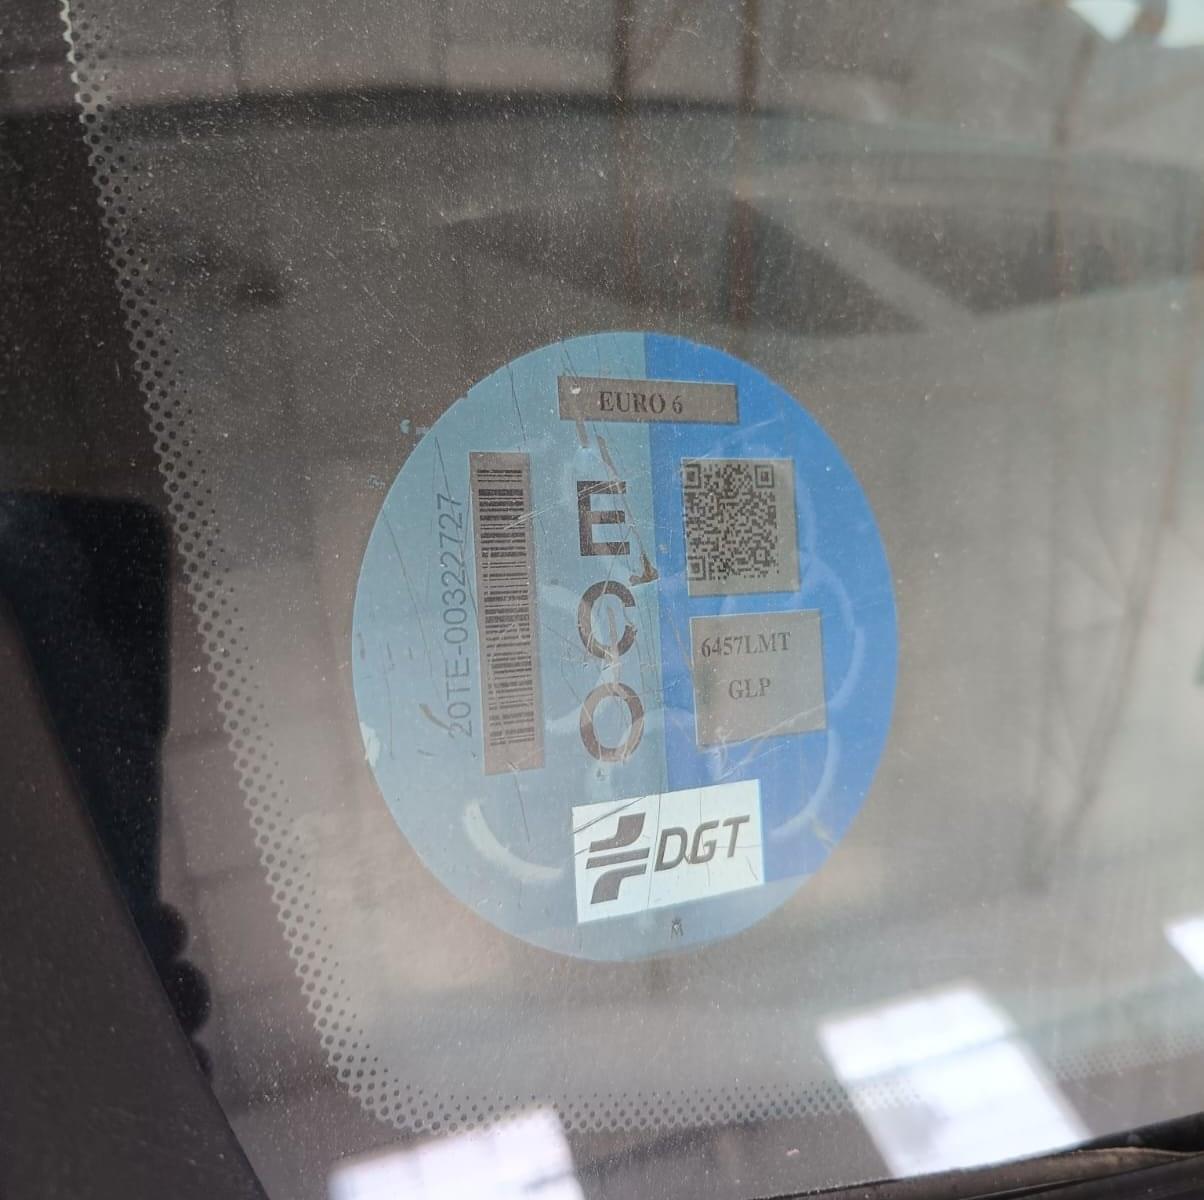 EURO 6
20TE-00322727
ECO
6457LMT
GLP
DGT